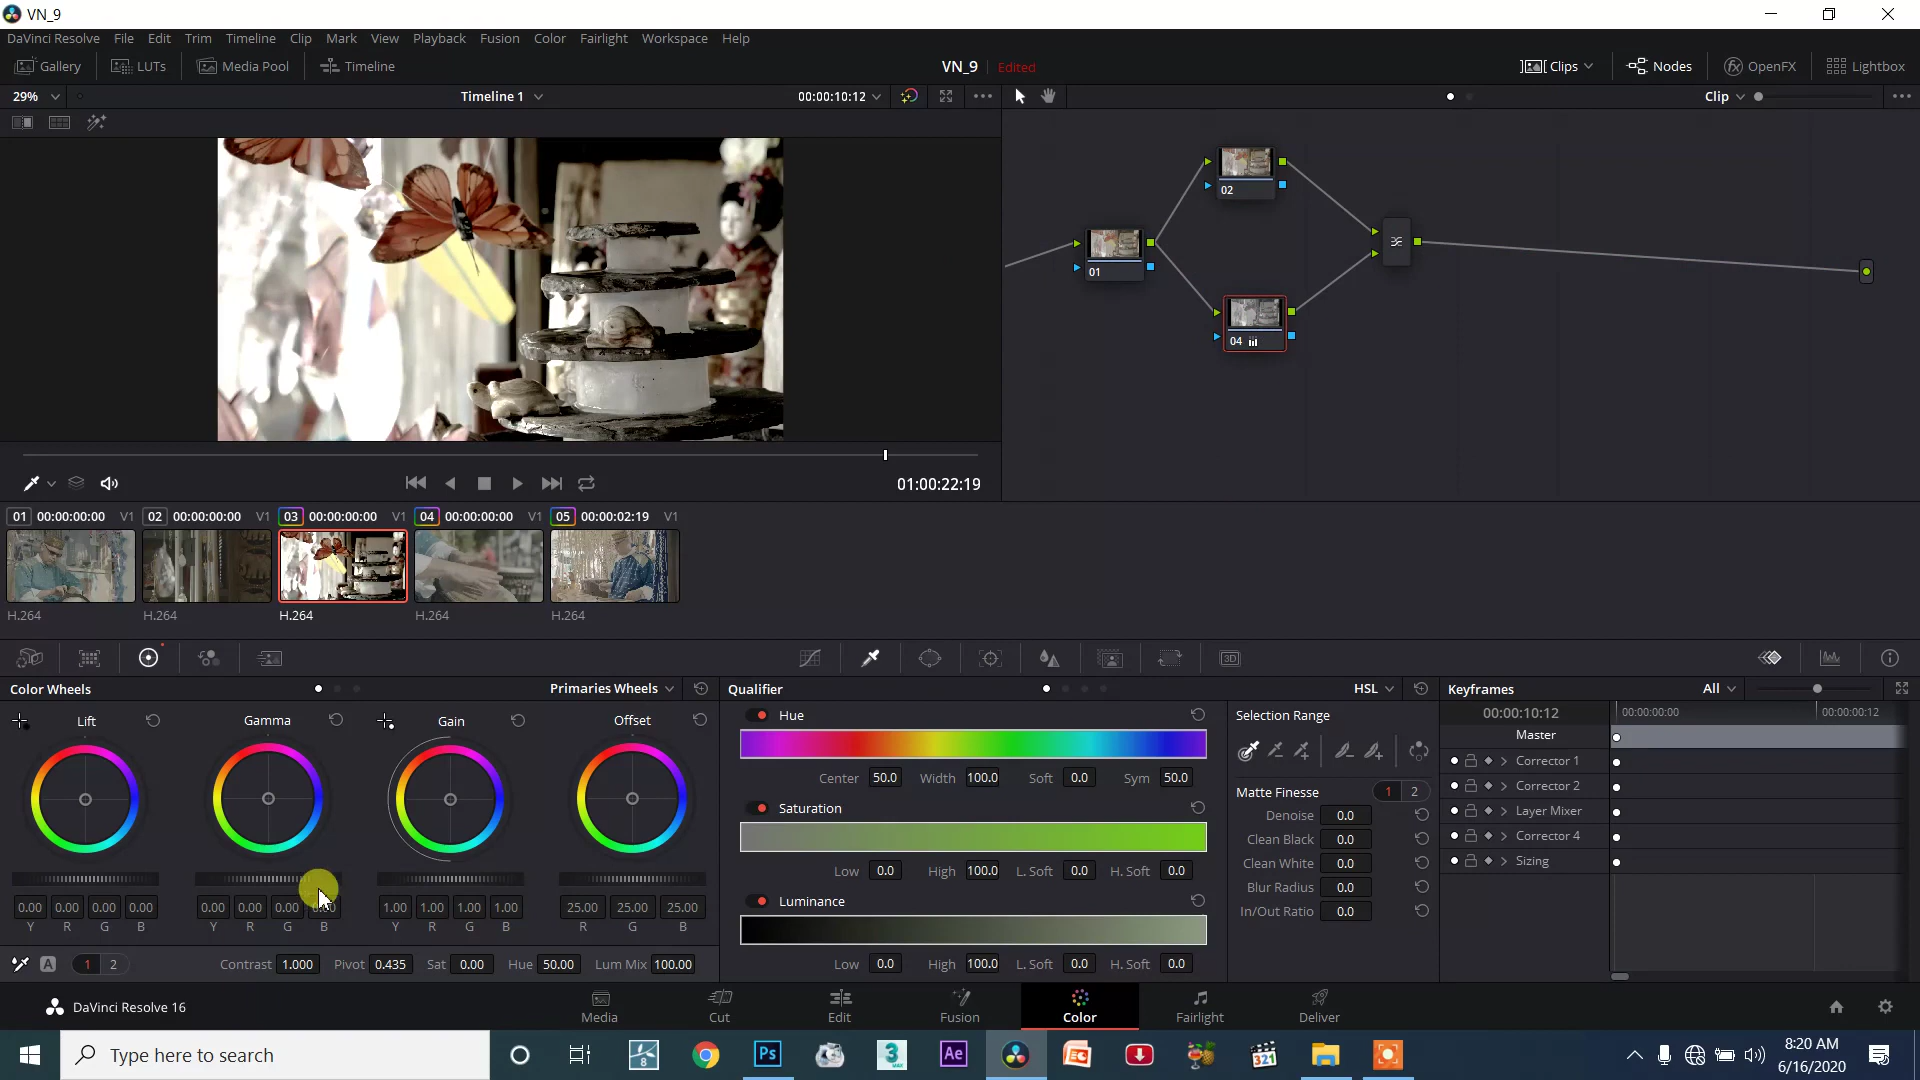 VN_9
DaVinci Resolve File Edit Trim Timeline Clip Mark View Playback Fusion Color Fairlight Workspace Help
Gallery LUTs Media Pool Timeline VN_9 Edited Clips Nodes OpenFX Lightbox
29% Timeline 1 00:00:10:12 Clip
02
01
04
01:00:22:19
01 00:00:00:00 V1 02 00:00:00:00 V1 03 00:00:00:00 V1 04 00:00:00:00 V1 05 00:00:02:19 V1
H.264 H.264 H.264 H.264 H.264
3D
Color Wheels Primaries Wheels Qualifier HSL Keyframes All
Lift Gamma Gain Offset Hue Selection Range 00:00:10:12 00:00:00:00 00:00:00:12
Master
Corrector 1
Center 50.0 Width 100.0 Soft 0.0 Sym 50.0
Corrector 2
Matte Finesse 1 2
Saturation Denoise 0.0 Layer Mixer
Clean Black 0.0 Corrector 4
Clean White 0.0 Sizing
Low 0.0 High 100.0 L. Soft 0.0 H. Soft 0.0
Blur Radius 0.0
0.00 0.00 0.00 0.00 0.00 0.00 0.00 0.00 1.00 1.00 1.00 1.00 25.00 25.00 25.00 Luminance In/Out Ratio 0.0
Y R G B Y R G B Y R G B R G B
A 1 2 Contrast 1.000 Pivot 0.435 Sat 0.00 Hue 50.00 Lum Mix 100.00 Low 0.0 High 100.0 L. Soft 0.0 H. Soft 0.0
DaVinci Resolve 16 Media Cut Edit Fusion Color Fairlight Deliver
Type here to search 8 Ps 3 Ae 321 8:20 AM
6/16/2020